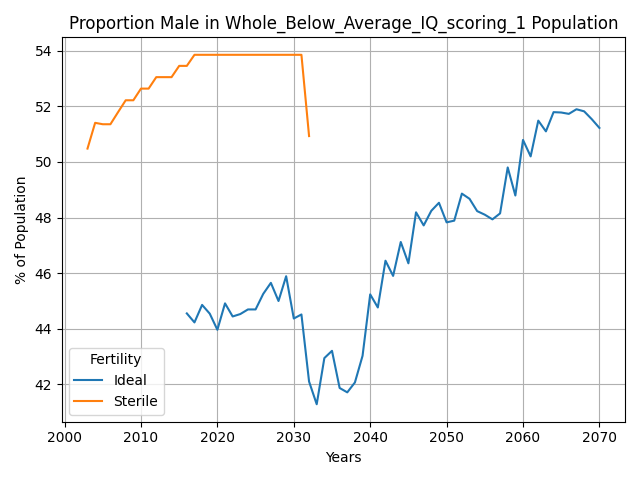 Proportion Male in Whole_Below_Average_IQ_scoring_1 Population
% of Population
54
52
50
48
46
44
42
Fertility
Ideal
Sterile
2000 2010 2020 2030 2040 2050 2060 2070
Years